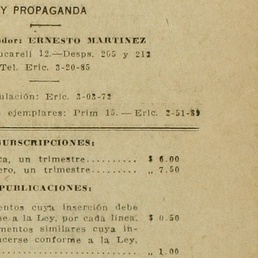 Y PROPAGANDA
dor: ERNESTO MARTINEZ
ucareli 12.—Desps. 205 y 212
Tel. Eric. 3-20-85
ulación: Eric. 3-03-72
ejemplares: Prim 15.—Eric. 2-51-89
UBSCRIPCIONES:
ca, un trimestre.......... $ 6.00
ero, un trimestre......... „ 7.50
PUBLICACIONES:
entos cuya inserción debe
se a la Ley, por cada línea. $ 0.50
mentos similares cuya in-
acerse conforme a la Ley,
......................... „ 1.00